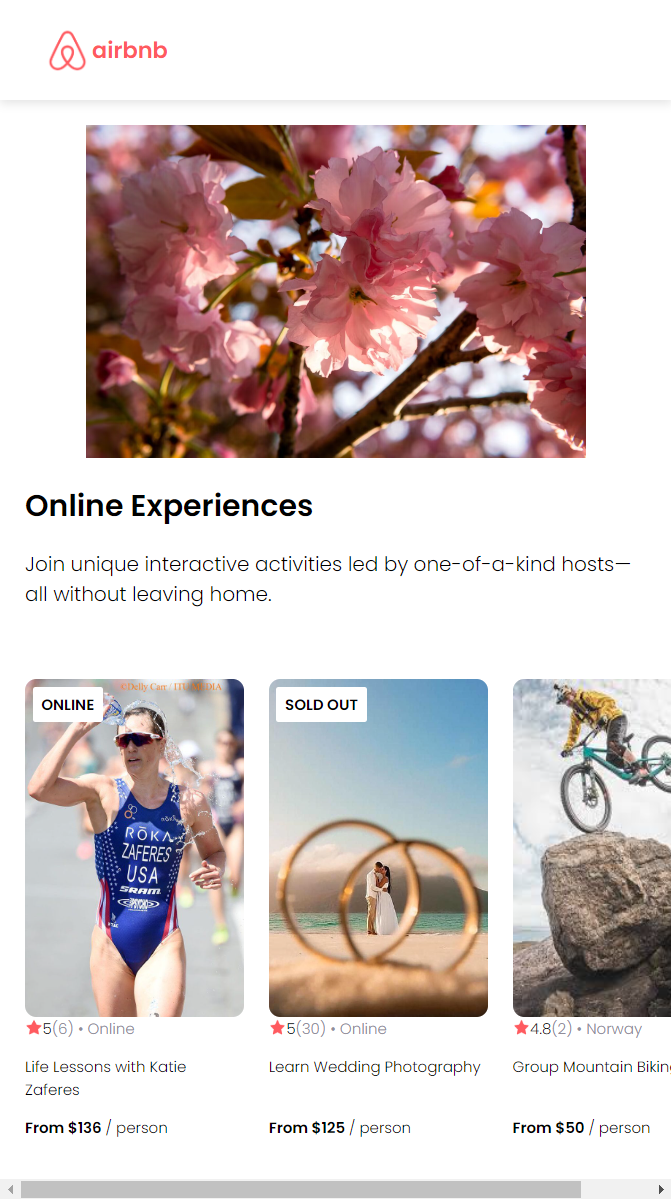 airbnb
Online Experiences
Join unique interactive activities led by one-of-a-kind hosts—
all without leaving home.
©Delly Carr / ITU MEDIA
ONLINE
RŌKA
ZAFERES
USA
SRAM
5(6) • Online
Life Lessons with Katie
Zaferes
From $136 / person
SOLD OUT
5(30) • Online
Learn Wedding Photography
From $125 / person
4.8(2) • Norway
Group Mountain
From $50 / person